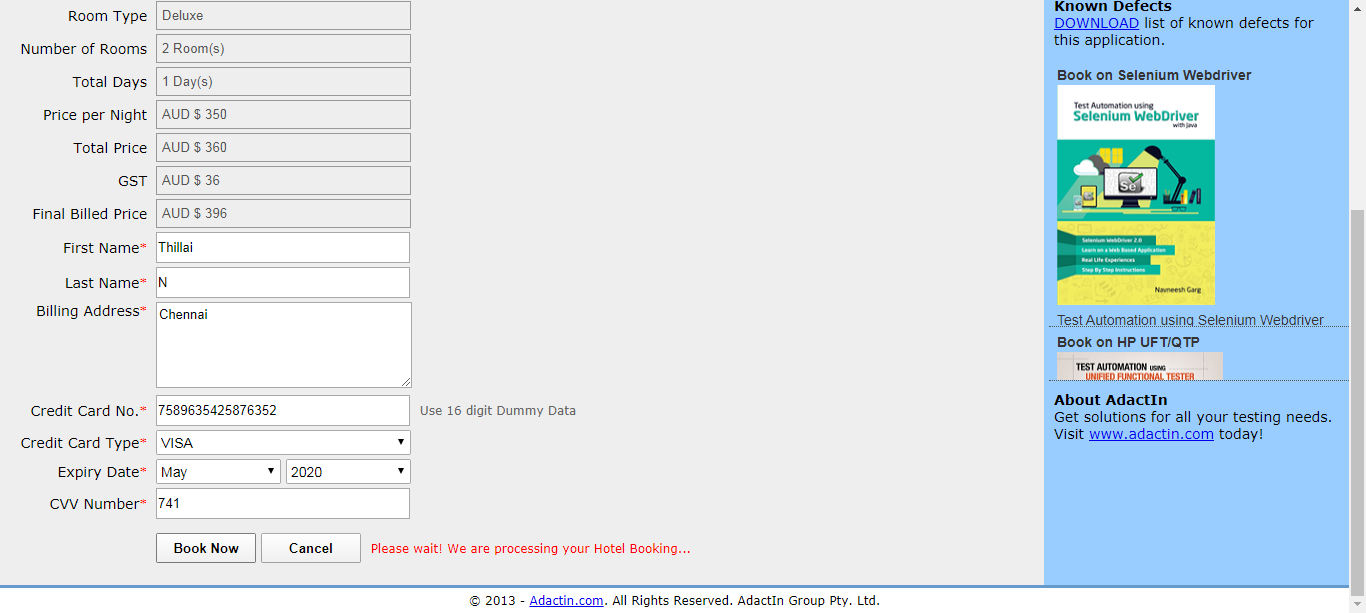 Room Type Deluxe
Number of Rooms 2 Room(s)
Total Days 1 Day(s)
Price per Night AUD $ 350
Total Price AUD $ 360
GST AUD $ 36
Final Billed Price AUD $ 396
First Name* Thillai
Last Name* N
Billing Address* Chennai
Credit Card No.* 7589635425876352 Use 16 digit Dummy Data
Credit Card Type* VISA
Expiry Date* May 2020
CVV Number* 741
Book Now Cancel Please wait! We are processing your Hotel Booking...
Known Defects
DOWNLOAD list of known defects for
this application.
Book on Selenium Webdriver
Test Automation using
Selenium WebDriver
with Java
Se
Selenium WebDriver 2.0
Learn on a Web Based Application
Real Life Experiences
Step By Step Instructions
Navneesh Garg
Test Automation using Selenium Webdriver
Book on HP UFT/QTP
TEST AUTOMATION USING
UNIFIED FUNCTIONAL TESTER
About AdactIn
Get solutions for all your testing needs.
Visit www.adactin.com today!
© 2013 - Adactin.com. All Rights Reserved. AdactIn Group Pty. Ltd.